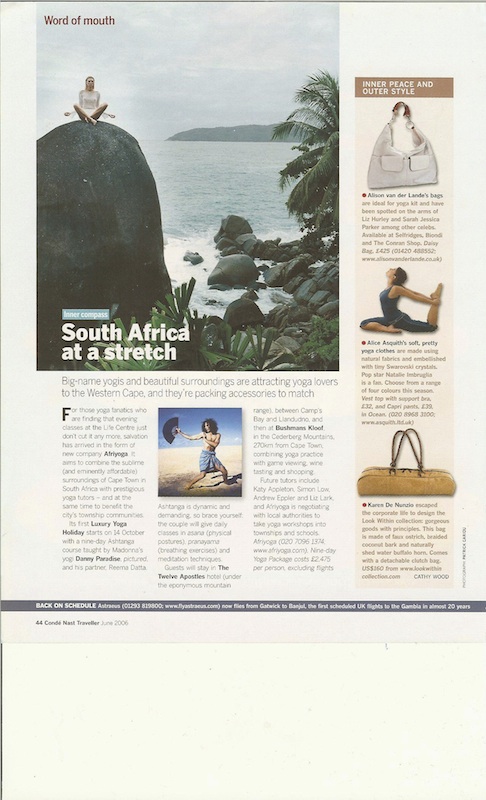 Word of mouth
Inner compass
South Africa
at a stretch
Big-name yogis and beautiful surroundings are attracting yoga lovers
to the Western Cape, and they're packing accessories to match
For those yoga fanatics who
are finding that evening
classes at the Life Centre just
don't cut it any more, salvation
has arrived in the form of
new company Afriyoga. It
aims to combine the sublime
(and eminently affordable)
surroundings of Cape Town in
South Africa with prestigious
yoga tutors – and at the
same time to benefit the
city's township communities.
Its first Luxury Yoga
Holiday starts on 14 October
with a nine-day Ashtanga
course taught by Madonna's
yogi Danny Paradise, pictured,
and his partner, Reema Datta.
Ashtanga is dynamic and
demanding, so brace yourself:
the couple will give daily
classes in asana (physical
postures), pranayama
(breathing exercises) and
meditation techniques.
Guests will stay in The
Twelve Apostles hotel (under
the eponymous mountain
range), between Camp's
Bay and Llandudno, and
then at Bushmans Kloof,
in the Cederberg Mountains,
270km from Cape Town,
combining yoga practice
with game viewing, wine
tasting and shopping.
Future tutors include
Katy Appleton, Simon Low,
Andrew Eppler and Liz Lark,
and Afriyoga is negotiating
with local authorities to
take yoga workshops into
townships and schools.
Afriyoga (020 7096 1374;
www.afriyoga.com). Nine-day
Yoga Package costs £2,475
per person, excluding flights
INNER PEACE AND
OUTER STYLE
● Alison van der Lande's bags
are ideal for yoga kit and have
been spotted on the arms of
Liz Hurley and Sarah Jessica
Parker among other celebs.
Available at Selfridges, Biondi
and The Conran Shop. Daisy
Bag, £425 (01420 488552;
www.alisonvanderlande.co.uk)
● Alice Asquith's soft, pretty
yoga clothes are made using
natural fabrics and embellished
with tiny Swarovski crystals.
Pop star Natalie Imbruglia
is a fan. Choose from a range
of four colours this season.
Vest top with support bra,
£32, and Capri pants, £39,
in Ocean. (020 8968 3100;
www.asquith.ltd.uk)
● Karen De Nunzio escaped
the corporate life to design the
Look Within collection: gorgeous
goods with principles. This bag
is made of faux ostrich, braided
coconut bark and naturally
shed water buffalo horn. Comes
with a detachable clutch bag.
US$160 from www.lookwithin
collection.com CATHY WOOD
PHOTOGRAPH: PATRICK CARIOU
BACK ON SCHEDULE Astraeus (01293 819800; www.flyastraeus.com) now flies from Gatwick to Banjul, the first scheduled UK flights to the Gambia in almost 20 years
44 Condé Nast Traveller June 2006